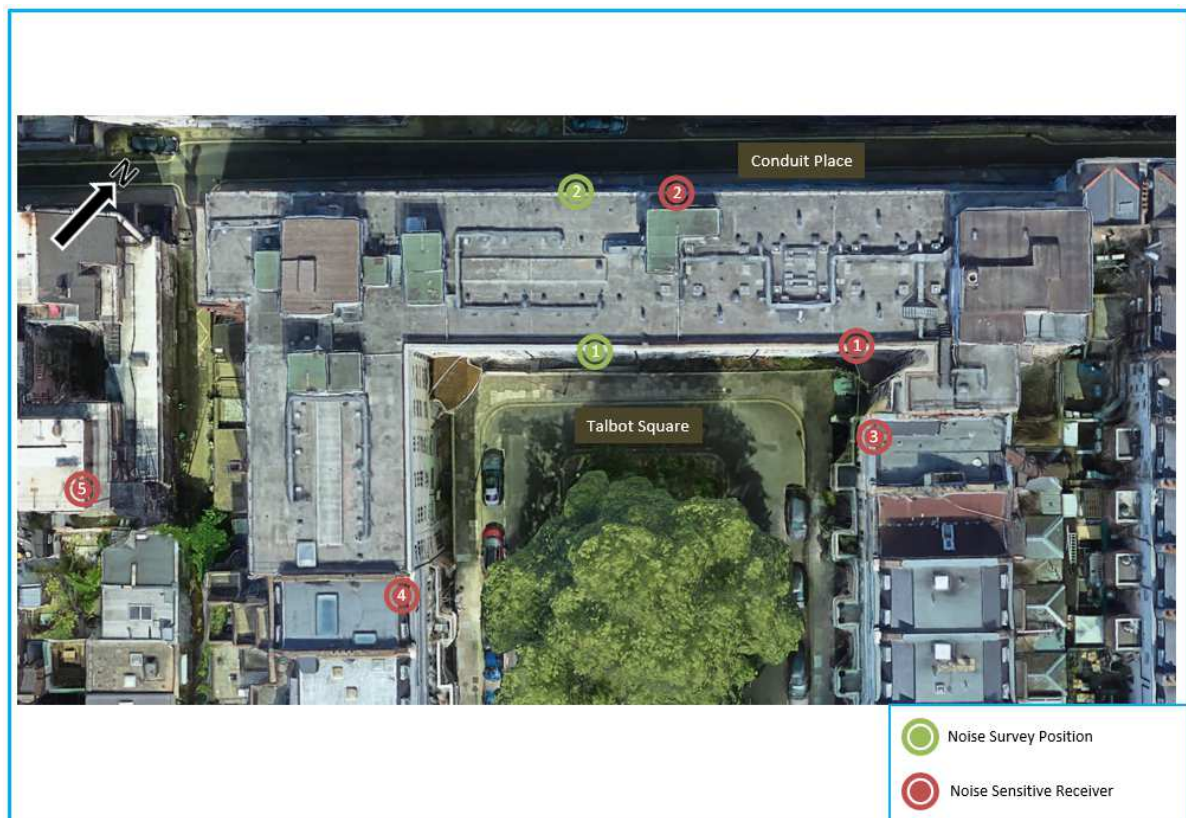 Conduit Place
N
2
2
1
1
Talbot Square
3
5
4
Noise Survey Position
Noise Sensitive Receiver